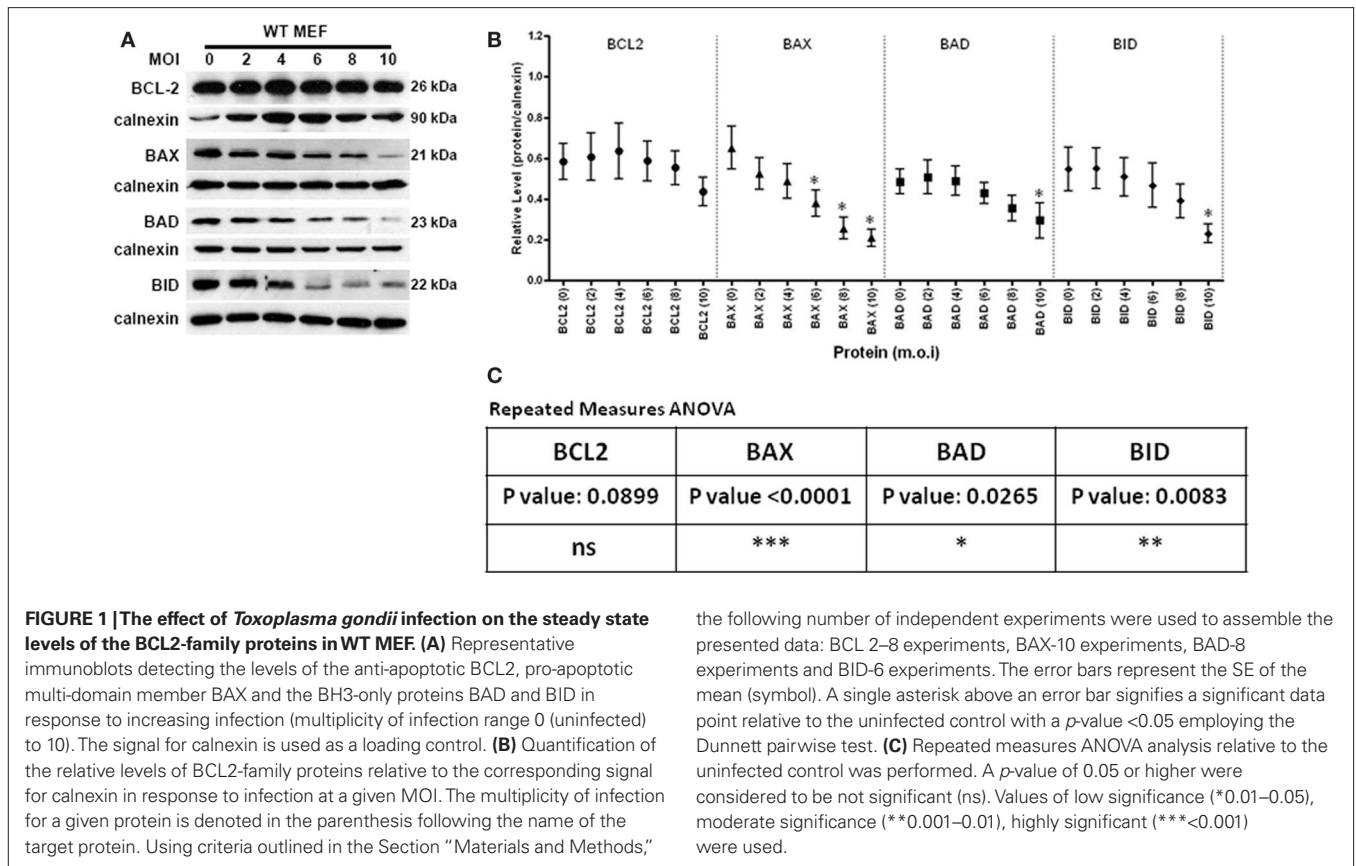 A
WT MEF
MOI 0 2 4 6 8 10
BCL-2 26 kDa
calnexin 90 kDa
BAX 21 kDa
calnexin
BAD 23 kDa
calnexin
BID 22 kDa
calnexin
B
BCL2 BAX BAD BID
Relative Level (protein/calnexin)
1.2
1.0
0.8
0.6
0.4
0.2
0.0
* * * * *
BCL2 (0) BCL2 (2) BCL2 (4) BCL2 (6) BCL2 (8) BCL2 (10) BAX (0) BAX (2) BAX (4) BAX (6) BAX (8) BAX (10) BAD (0) BAD (2) BAD (4) BAD (6) BAD (8) BAD (10) BID (0) BID (2) BID (4) BID (6) BID (8) BID (10)
Protein (m.o.i)
C
Repeated Measures ANOVA
BCL2 BAX BAD BID
P value: 0.0899 P value <0.0001 P value: 0.0265 P value: 0.0083
ns *** * **
FIGURE 1 | The effect of Toxoplasma gondii infection on the steady state
levels of the BCL2-family proteins in WT MEF. (A) Representative
immunoblots detecting the levels of the anti-apoptotic BCL2, pro-apoptotic
multi-domain member BAX and the BH3-only proteins BAD and BID in
response to increasing infection (multiplicity of infection range 0 (uninfected)
to 10). The signal for calnexin is used as a loading control. (B) Quantification of
the relative levels of BCL2-family proteins relative to the corresponding signal
for calnexin in response to infection at a given MOI. The multiplicity of infection
for a given protein is denoted in the parenthesis following the name of the
target protein. Using criteria outlined in the Section “Materials and Methods,”
the following number of independent experiments were used to assemble the
presented data: BCL 2–8 experiments, BAX-10 experiments, BAD-8
experiments and BID-6 experiments. The error bars represent the SE of the
mean (symbol). A single asterisk above an error bar signifies a significant data
point relative to the uninfected control with a p-value <0.05 employing the
Dunnett pairwise test. (C) Repeated measures ANOVA analysis relative to the
uninfected control was performed. A p-value of 0.05 or higher were
considered to be not significant (ns). Values of low significance (*0.01–0.05),
moderate significance (**0.001–0.01), highly significant (***<0.001)
were used.